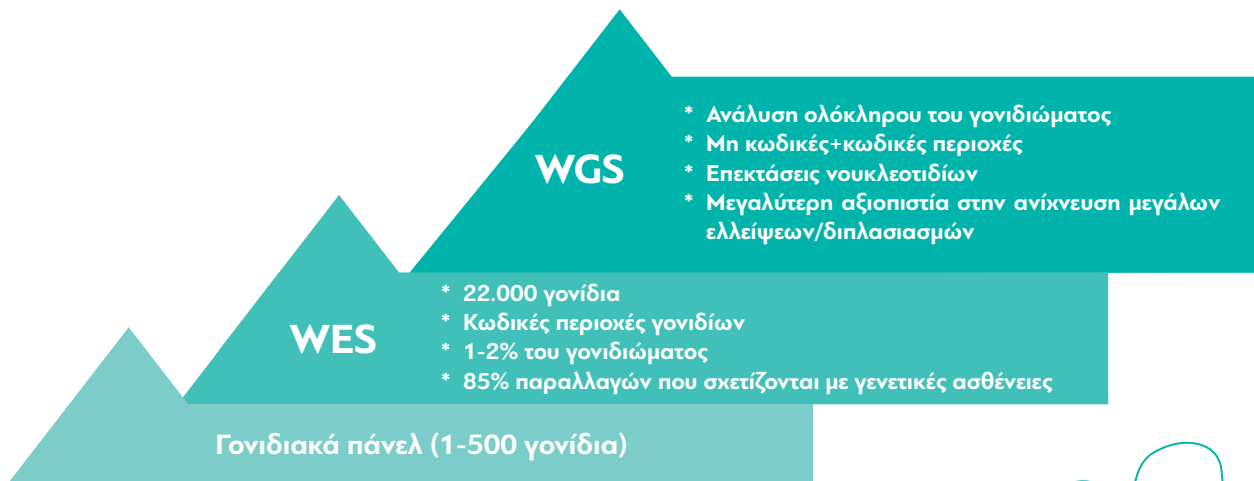 WGS
* Ανάλυση ολόκληρου του γονιδιώματος
* Μη κωδικές+κωδικές περιοχές
* Επεκτάσεις νουκλεοτιδίων
* Μεγαλύτερη αξιοπιστία στην ανίχνευση μεγάλων
ελλείψεων/διπλασιασμών
WES
* 22.000 γονίδια
* Κωδικές περιοχές γονιδίων
* 1-2% του γονιδιώματος
* 85% παραλλαγών που σχετίζονται με γενετικές ασθένειες
Γονιδιακά πάνελ (1-500 γονίδια)